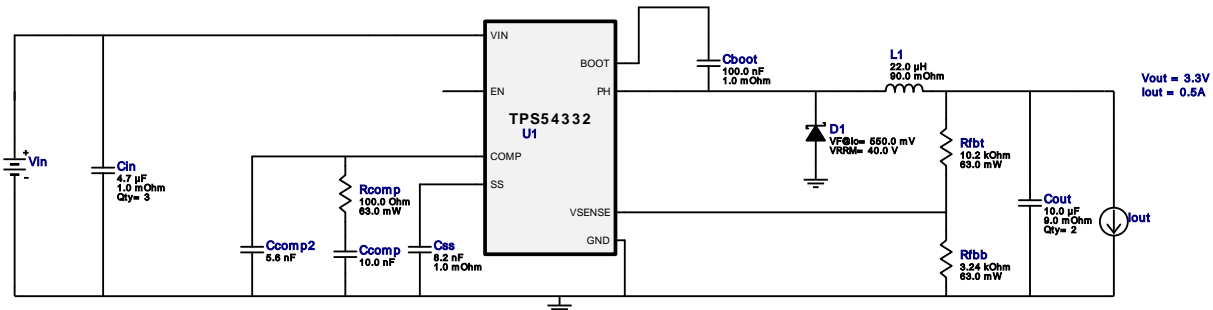 VIN
BOOT
EN
PH
TPS54332
U1
COMP
SS
VSENSE
GND
Vin
+
-
Cin
4.7 µF
1.0 mOhm
Qty= 3
Ccomp2
5.6 nF
Rcomp
100.0 Ohm
63.0 mW
Ccomp
10.0 nF
Css
8.2 nF
1.0 mOhm
Cboot
100.0 nF
1.0 mOhm
L1
22.0 µH
90.0 mOhm
D1
VF@Io= 550.0 mV
VRRM= 40.0 V
Rfbt
10.2 kOhm
63.0 mW
Rfbb
3.24 kOhm
63.0 mW
Cout
10.0 µF
9.0 mOhm
Qty= 2
Iout
Vout = 3.3V
Iout = 0.5A